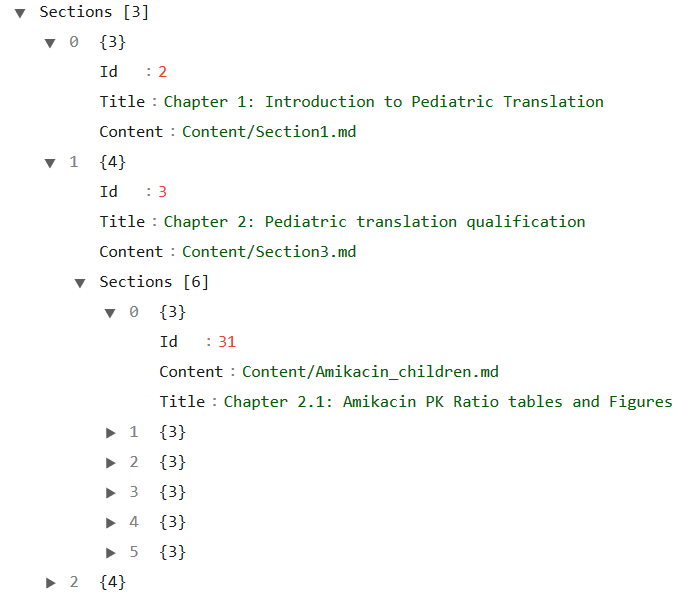 ▼ Sections [3]
▼ 0 {3}
Id : 2
Title : Chapter 1: Introduction to Pediatric Translation
Content : Content/Section1.md
▼ 1 {4}
Id : 3
Title : Chapter 2: Pediatric translation qualification
Content : Content/Section3.md
▼ Sections [6]
▼ 0 {3}
Id : 31
Content : Content/Amikacin_children.md
Title : Chapter 2.1: Amikacin PK Ratio tables and Figures
▶ 1 {3}
▶ 2 {3}
▶ 3 {3}
▶ 4 {3}
▶ 5 {3}
▶ 2 {4}